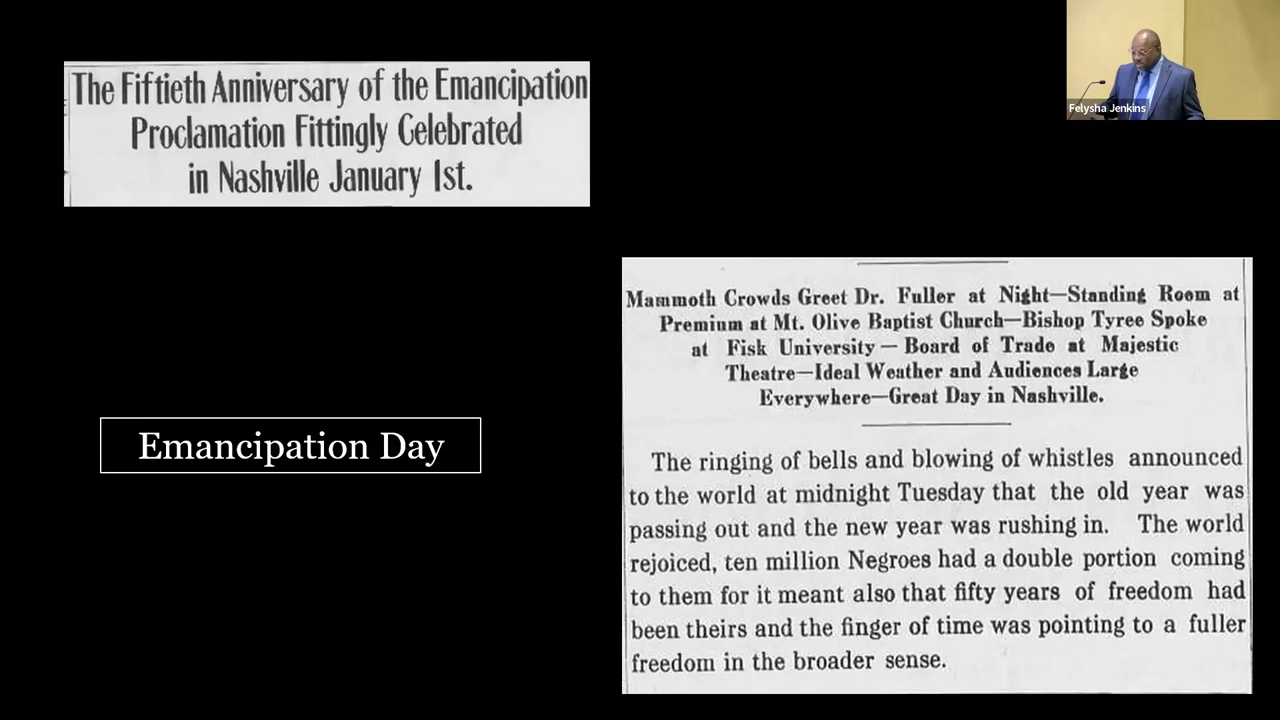 The Fiftieth Anniversary of the Emancipation
Proclamation Fittingly Celebrated
in Nashville January 1st.
Felysha Jenkins
Mammoth Crowds Greet Dr. Fuller at Night—Standing Room at
Premium at Mt. Olive Baptist Church—Bishop Tyree Spoke
at Fisk University — Board of Trade at Majestic
Theatre—Ideal Weather and Audiences Large
Everywhere—Great Day in Nashville.
Emancipation Day
The ringing of bells and blowing of whistles announced
to the world at midnight Tuesday that the old year was
passing out and the new year was rushing in. The world
rejoiced, ten million Negroes had a double portion coming
to them for it meant also that fifty years of freedom had
been theirs and the finger of time was pointing to a fuller
freedom in the broader sense.